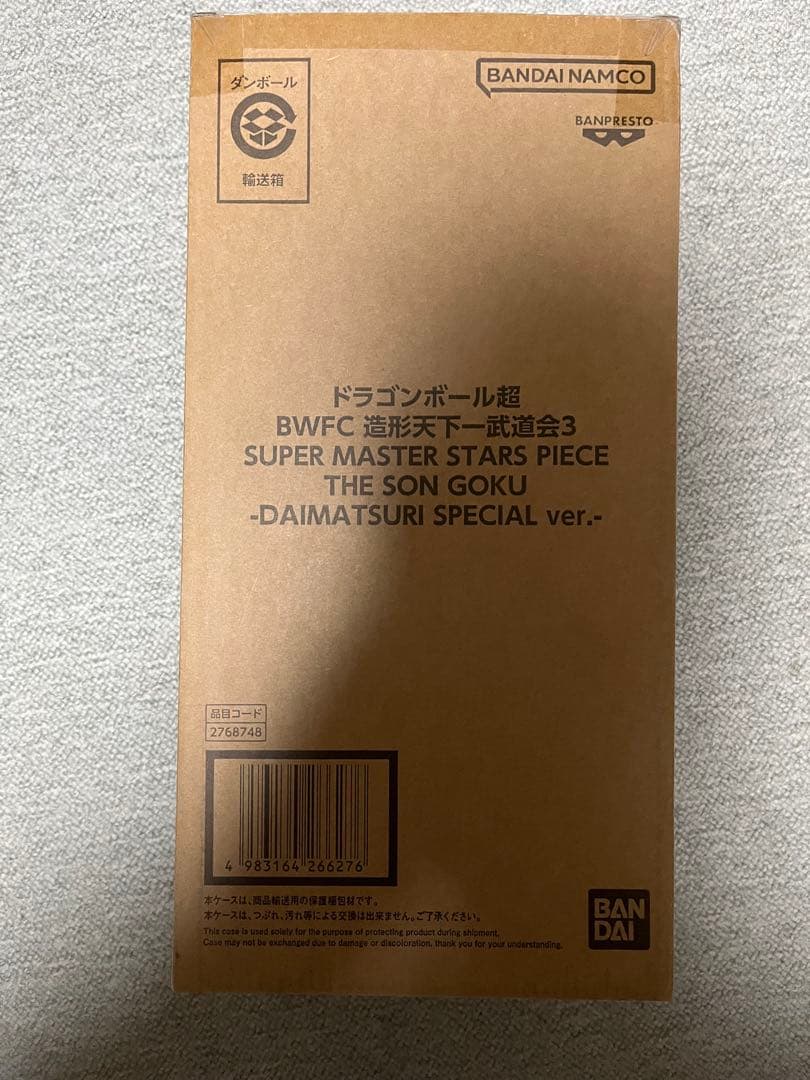 ダンボール
輸送箱
BANDAI NAMCO
BANPRESTO
ドラゴンボール超
BWFC 造形天下一武道会3
SUPER MASTER STARS PIECE
THE SON GOKU
-DAIMATSURI SPECIAL ver.-
品目コード
2768748
4 983164 266276
本ケースは、商品輸送用の保護梱包材です。
本ケースは、つぶれ、汚れ等による交換は出来ません。ご了承ください。
This case is used solely for the purpose of protecting product during shipment.
Case may not be exchanged due to damage or discoloration. thank you for your understanding.
BAN
DAI